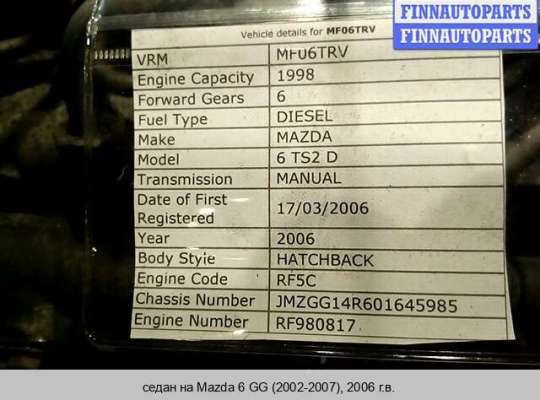 FINNAUTOPARTS
FINNAUTOPARTS
Vehicle details for MF06TRV
VRM MF06TRV
Engine Capacity 1998
Forward Gears 6
Fuel Type DIESEL
Make MAZDA
Model 6 TS2 D
Transmission MANUAL
Date of First
Registered 17/03/2006
Year 2006
Body Style HATCHBACK
Engine Code RF5C
Chassis Number JMZGG14R601645985
Engine Number RF980817
седан на Mazda 6 GG (2002-2007), 2006 г.в.